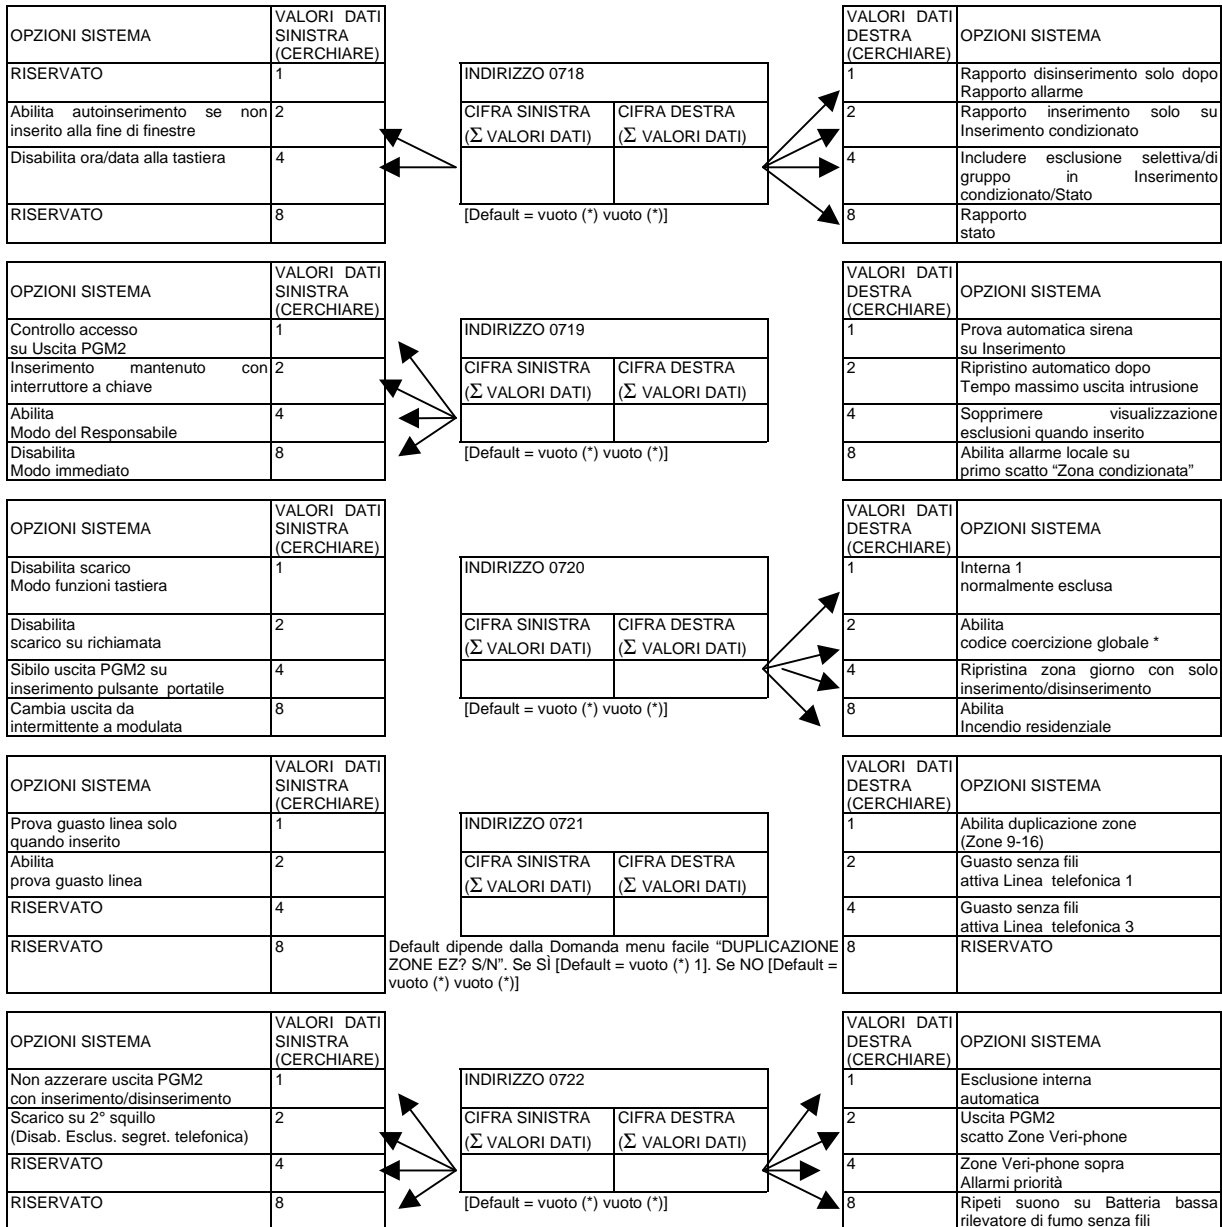 OPZIONI SISTEMA
VALORI DATI
SINISTRA
(CERCHIARE)
RISERVATO
1
Abilita autoinserimento se non
inserito alla fine di finestre
2
Disabilita ora/data alla tastiera
4
RISERVATO
8
INDIRIZZO 0718
CIFRA SINISTRA
(Σ VALORI DATI)
CIFRA DESTRA
(Σ VALORI DATI)
[Default = vuoto (*) vuoto (*)]
VALORI DATI
DESTRA
(CERCHIARE)
OPZIONI SISTEMA
1
Rapporto disinserimento solo dopo
Rapporto allarme
2
Rapporto inserimento solo su
Inserimento condizionato
4
Includere esclusione selettiva/di
gruppo in Inserimento
condizionato/Stato
8
Rapporto
stato
OPZIONI SISTEMA
VALORI DATI
SINISTRA
(CERCHIARE)
Controllo accesso
su Uscita PGM2
1
Inserimento mantenuto con
interruttore a chiave
2
Abilita
Modo del Responsabile
4
Disabilita
Modo immediato
8
INDIRIZZO 0719
CIFRA SINISTRA
(Σ VALORI DATI)
CIFRA DESTRA
(Σ VALORI DATI)
[Default = vuoto (*) vuoto (*)]
VALORI DATI
DESTRA
(CERCHIARE)
OPZIONI SISTEMA
1
Prova automatica sirena
su Inserimento
2
Ripristino automatico dopo
Tempo massimo uscita intrusione
4
Sopprimere visualizzazione
esclusioni quando inserito
8
Abilita allarme locale su
primo scatto “Zona condizionata”
OPZIONI SISTEMA
VALORI DATI
SINISTRA
(CERCHIARE)
Disabilita scarico
Modo funzioni tastiera
1
Disabilita
scarico su richiamata
2
Sibilo uscita PGM2 su
inserimento pulsante portatile
4
Cambia uscita da
intermittente a modulata
8
INDIRIZZO 0720
CIFRA SINISTRA
(Σ VALORI DATI)
CIFRA DESTRA
(Σ VALORI DATI)
[Default = vuoto (*) vuoto (*)]
VALORI DATI
DESTRA
(CERCHIARE)
OPZIONI SISTEMA
1
Interna 1
normalmente esclusa
2
Abilita
codice coercizione globale *
4
Ripristina zona giorno con solo
inserimento/disinserimento
8
Abilita
Incendio residenziale
OPZIONI SISTEMA
VALORI DATI
SINISTRA
(CERCHIARE)
Prova guasto linea solo
quando inserito
1
Abilita
prova guasto linea
2
RISERVATO
4
RISERVATO
8
INDIRIZZO 0721
CIFRA SINISTRA
(Σ VALORI DATI)
CIFRA DESTRA
(Σ VALORI DATI)
Default dipende dalla Domanda menu facile “DUPLICAZIONE
ZONE EZ? S/N”. Se SÌ [Default = vuoto (*) 1]. Se NO [Default =
vuoto (*) vuoto (*)]
VALORI DATI
DESTRA
(CERCHIARE)
OPZIONI SISTEMA
1
Abilita duplicazione zone
(Zone 9-16)
2
Guasto senza fili
attiva Linea telefonica 1
4
Guasto senza fili
attiva Linea telefonica 3
8
RISERVATO
OPZIONI SISTEMA
VALORI DATI
SINISTRA
(CERCHIARE)
Non azzerare uscita PGM2
con inserimento/disinserimento
1
Scarico su 2° squillo
(Disab. Esclus. segret. telefonica)
2
RISERVATO
4
RISERVATO
8
INDIRIZZO 0722
CIFRA SINISTRA
(Σ VALORI DATI)
CIFRA DESTRA
(Σ VALORI DATI)
[Default = vuoto (*) vuoto (*)]
VALORI DATI
DESTRA
(CERCHIARE)
OPZIONI SISTEMA
1
Esclusione interna
automatica
2
Uscita PGM2
scatto Zone Veri-phone
4
Zone Veri-phone sopra
Allarmi priorità
8
Ripeti suono su Batteria bassa
rilevatore di fumo senza fili